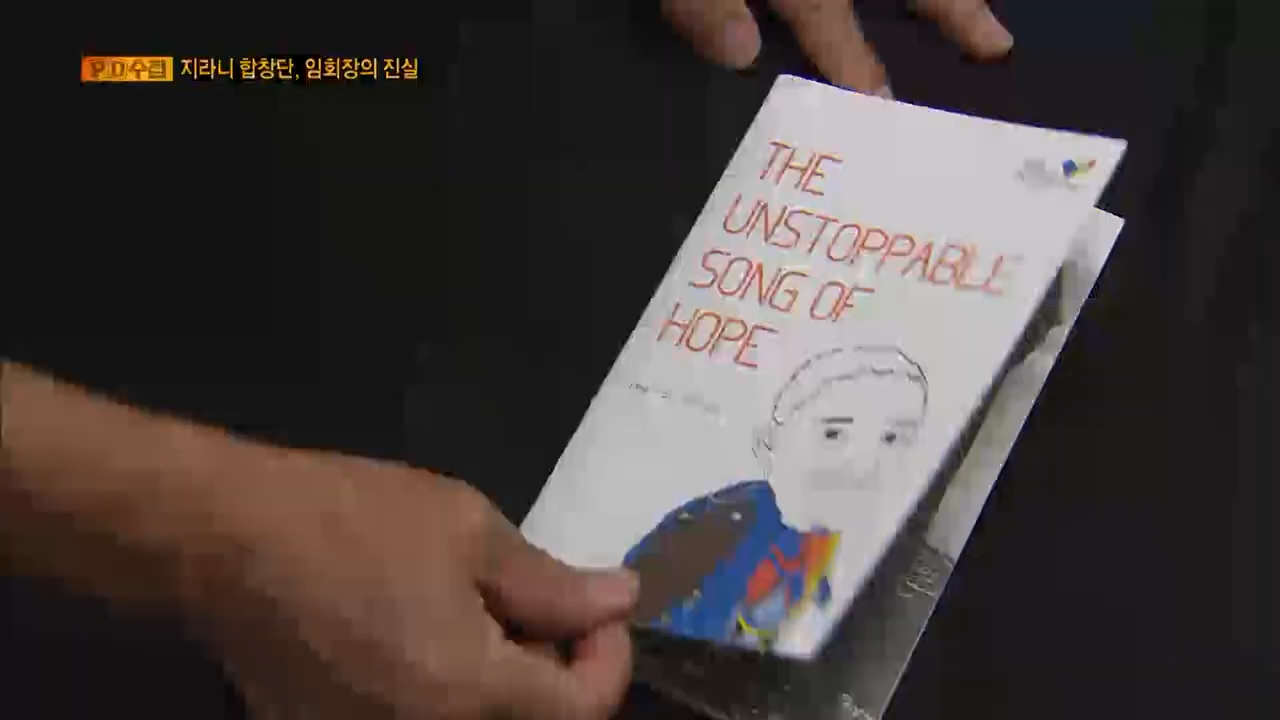 PD수첩 지라니 합창단, 임회장의 진실
THE
UNSTOPPABLE
SONG OF
HOPE